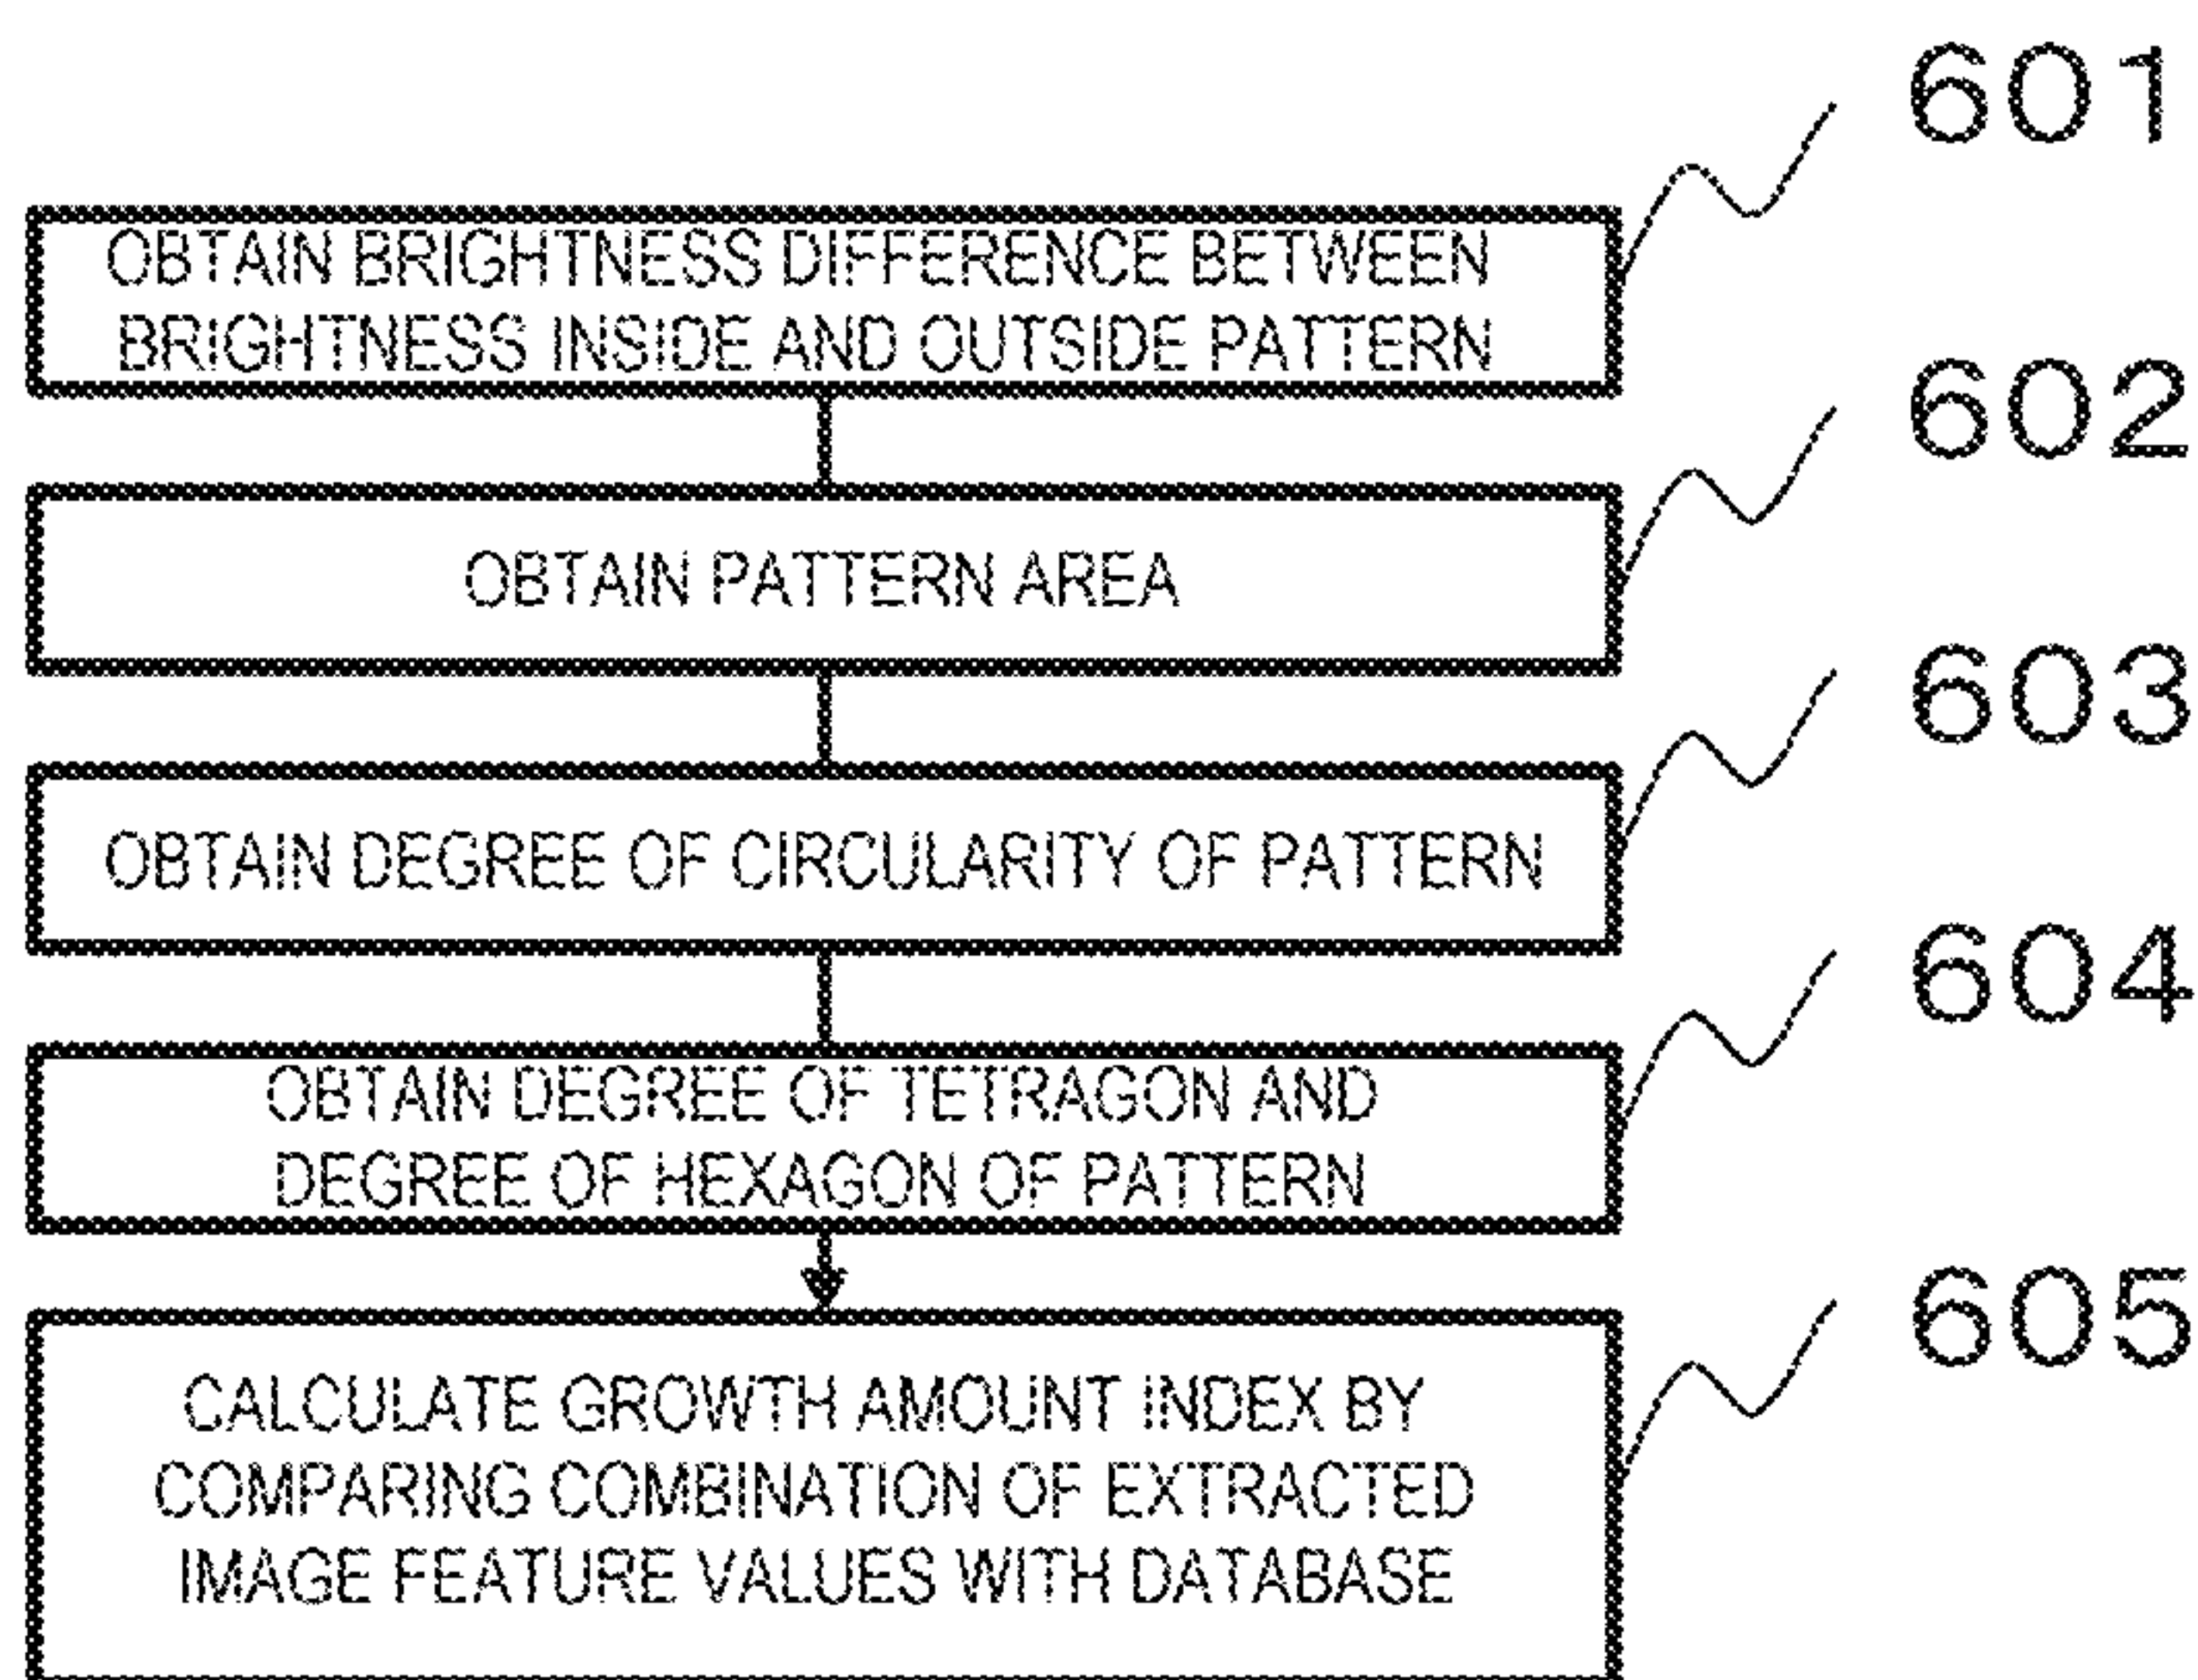 601
OBTAIN BRIGHTNESS DIFFERENCE BETWEEN
BRIGHTNESS INSIDE AND OUTSIDE PATTERN
602
OBTAIN PATTERN AREA
603
OBTAIN DEGREE OF CIRCULARITY OF PATTERN
604
OBTAIN DEGREE OF TETRAGON AND
DEGREE OF HEXAGON OF PATTERN
605
CALCULATE GROWTH AMOUNT INDEX BY
COMPARING COMBINATION OF EXTRACTED
IMAGE FEATURE VALUES WITH DATABASE